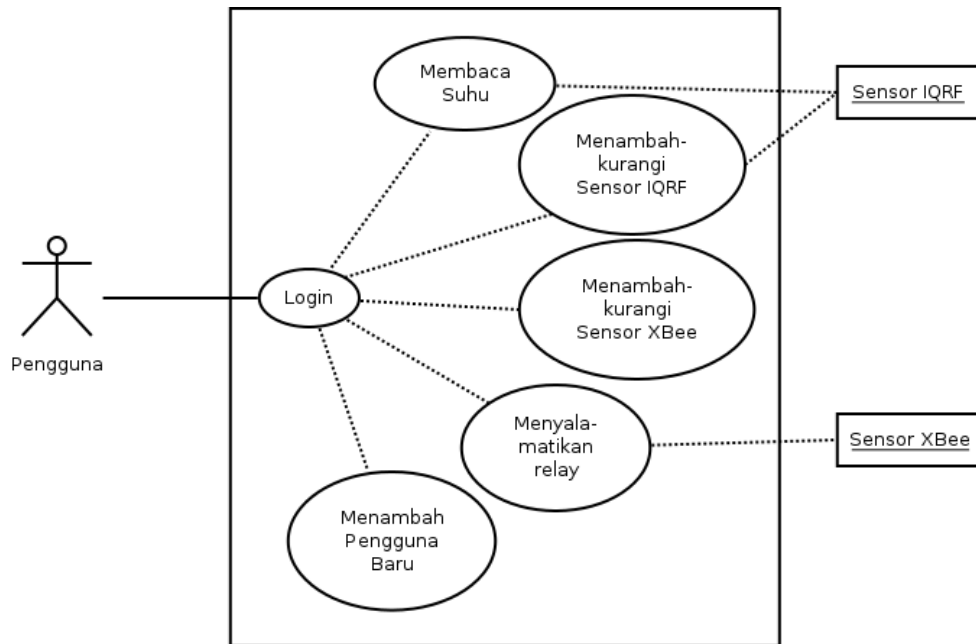 Membaca
Suhu
Sensor IQRF
Menambah-
kurangi
Sensor IQRF
Login
Menambah-
kurangi
Sensor XBee
Pengguna
Menyala-
matikan
relay
Sensor XBee
Menambah
Pengguna
Baru